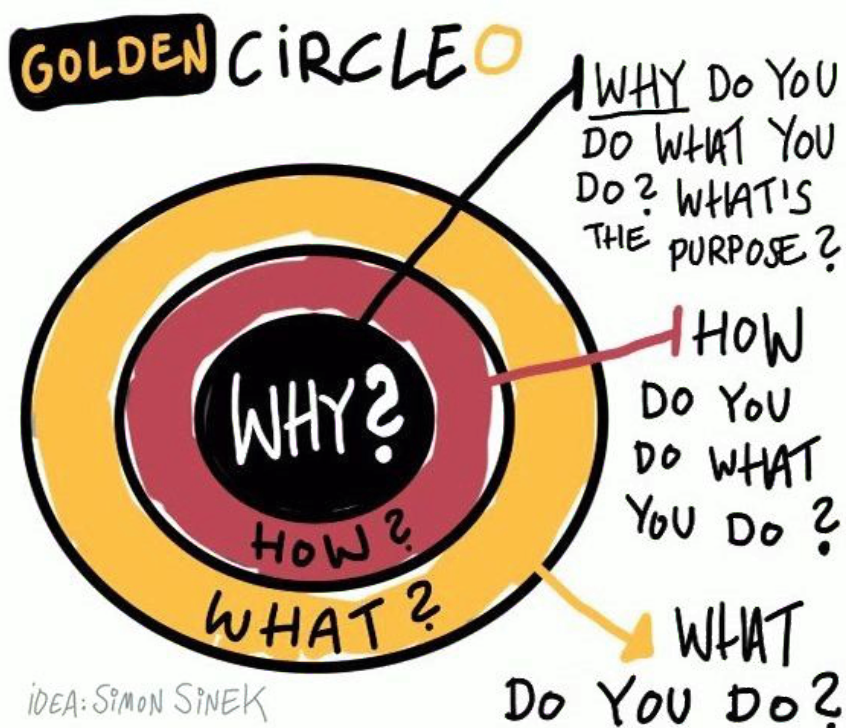 GOLDEN CiRCLE
WHY DO YOU
DO WHAT YOU
DO? WHAT'S
THE PURPOSE?
HOW
DO YOU
DO WHAT
YOU DO?
WHAT
DO YOU DO?
WHY?
HOW?
WHAT?
iDEA: SiMON SiNEK